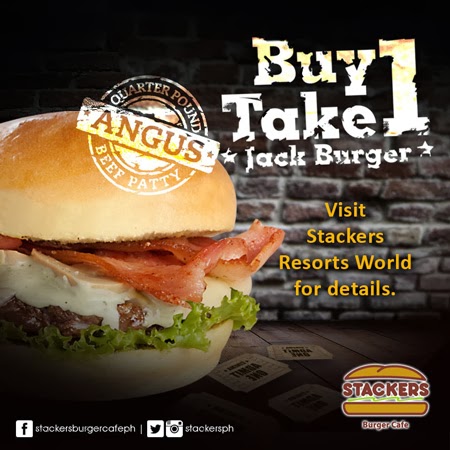 Buy 1
Take 1
Jack Burger
QUARTER POUND
ANGUS
BEEF PATTY
Visit
Stackers
Resorts World
for details.
STACKERS
Burger Cafe
stackersburgercafeph | stackersph